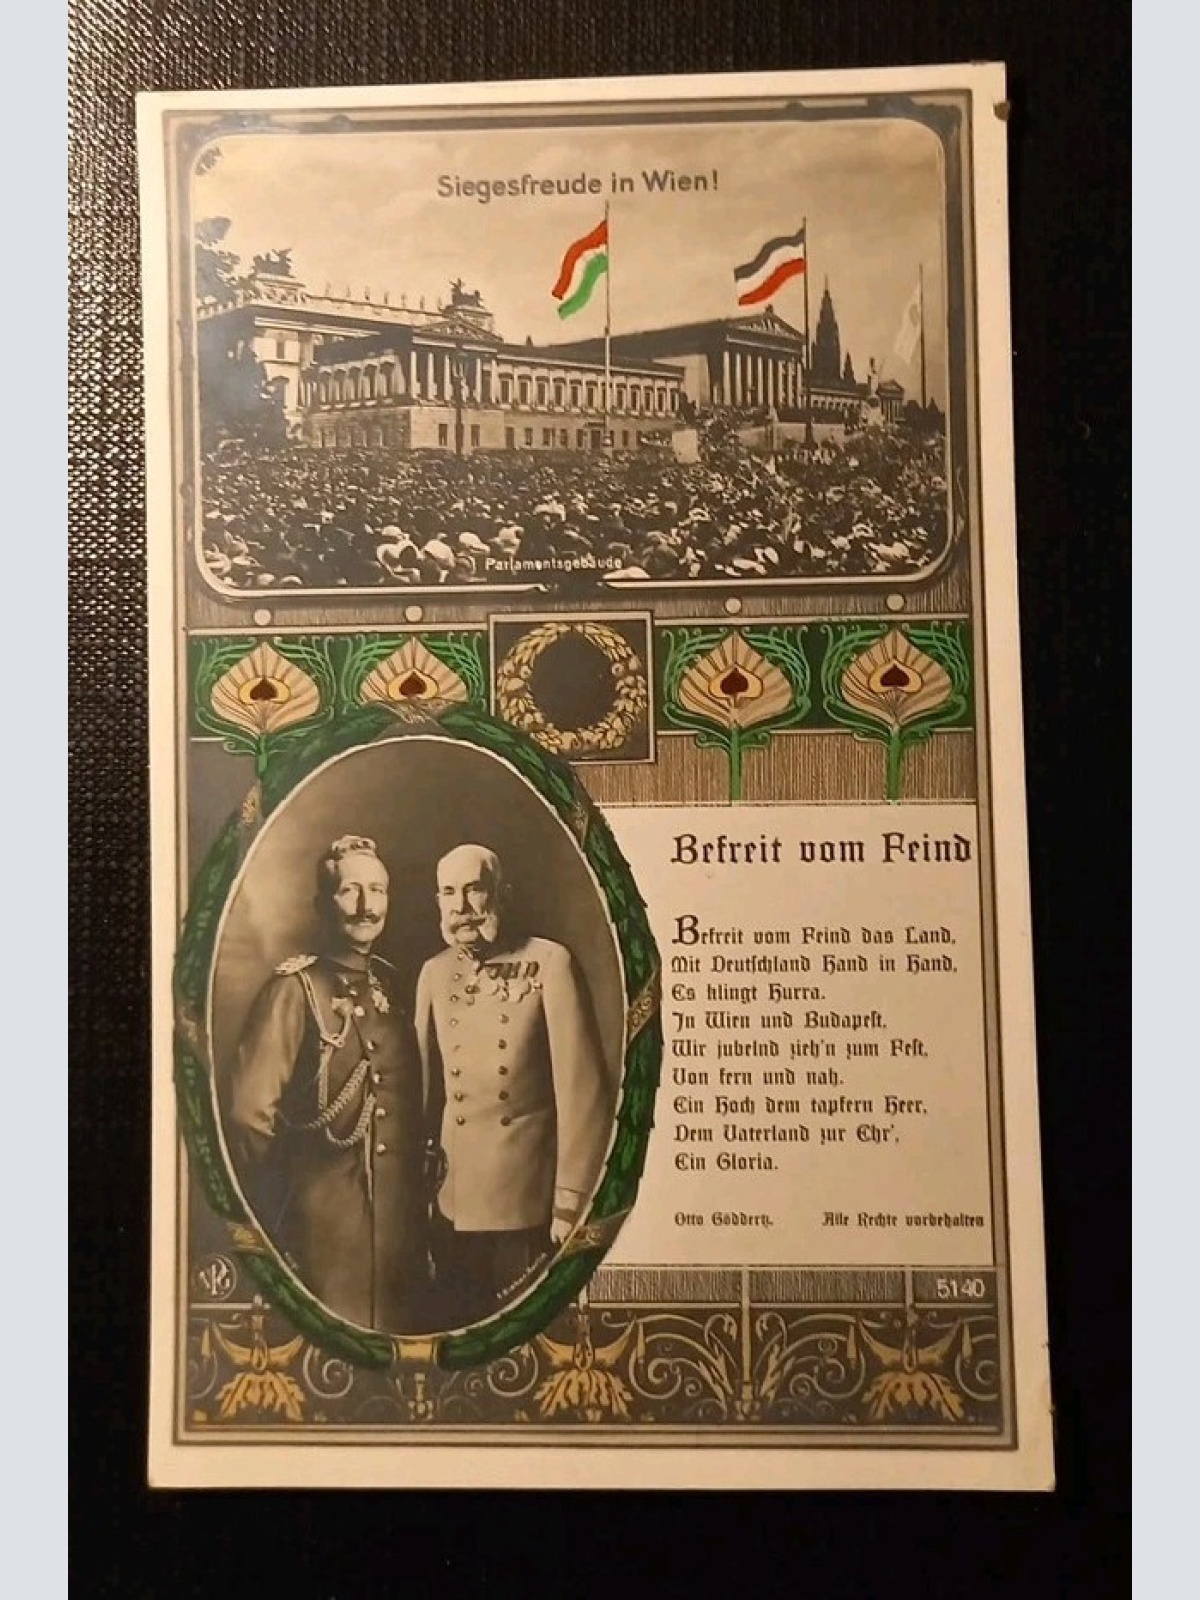 Siegesfreude in Wien!
Parlamentsgebäude
Befreit vom Feind
Befreit vom Feind das Land,
Mit Deutschland Hand in Hand,
Es klingt Hurra.
In Wien und Budapest,
Wir jubelnd zieh'n zum Fest,
Von fern und nah.
Ein Hoch dem tapfern Heer,
Dem Vaterland zur Ehr',
Ein Gloria.
Otto Göddertz. Alle Rechte vorbehalten
5140